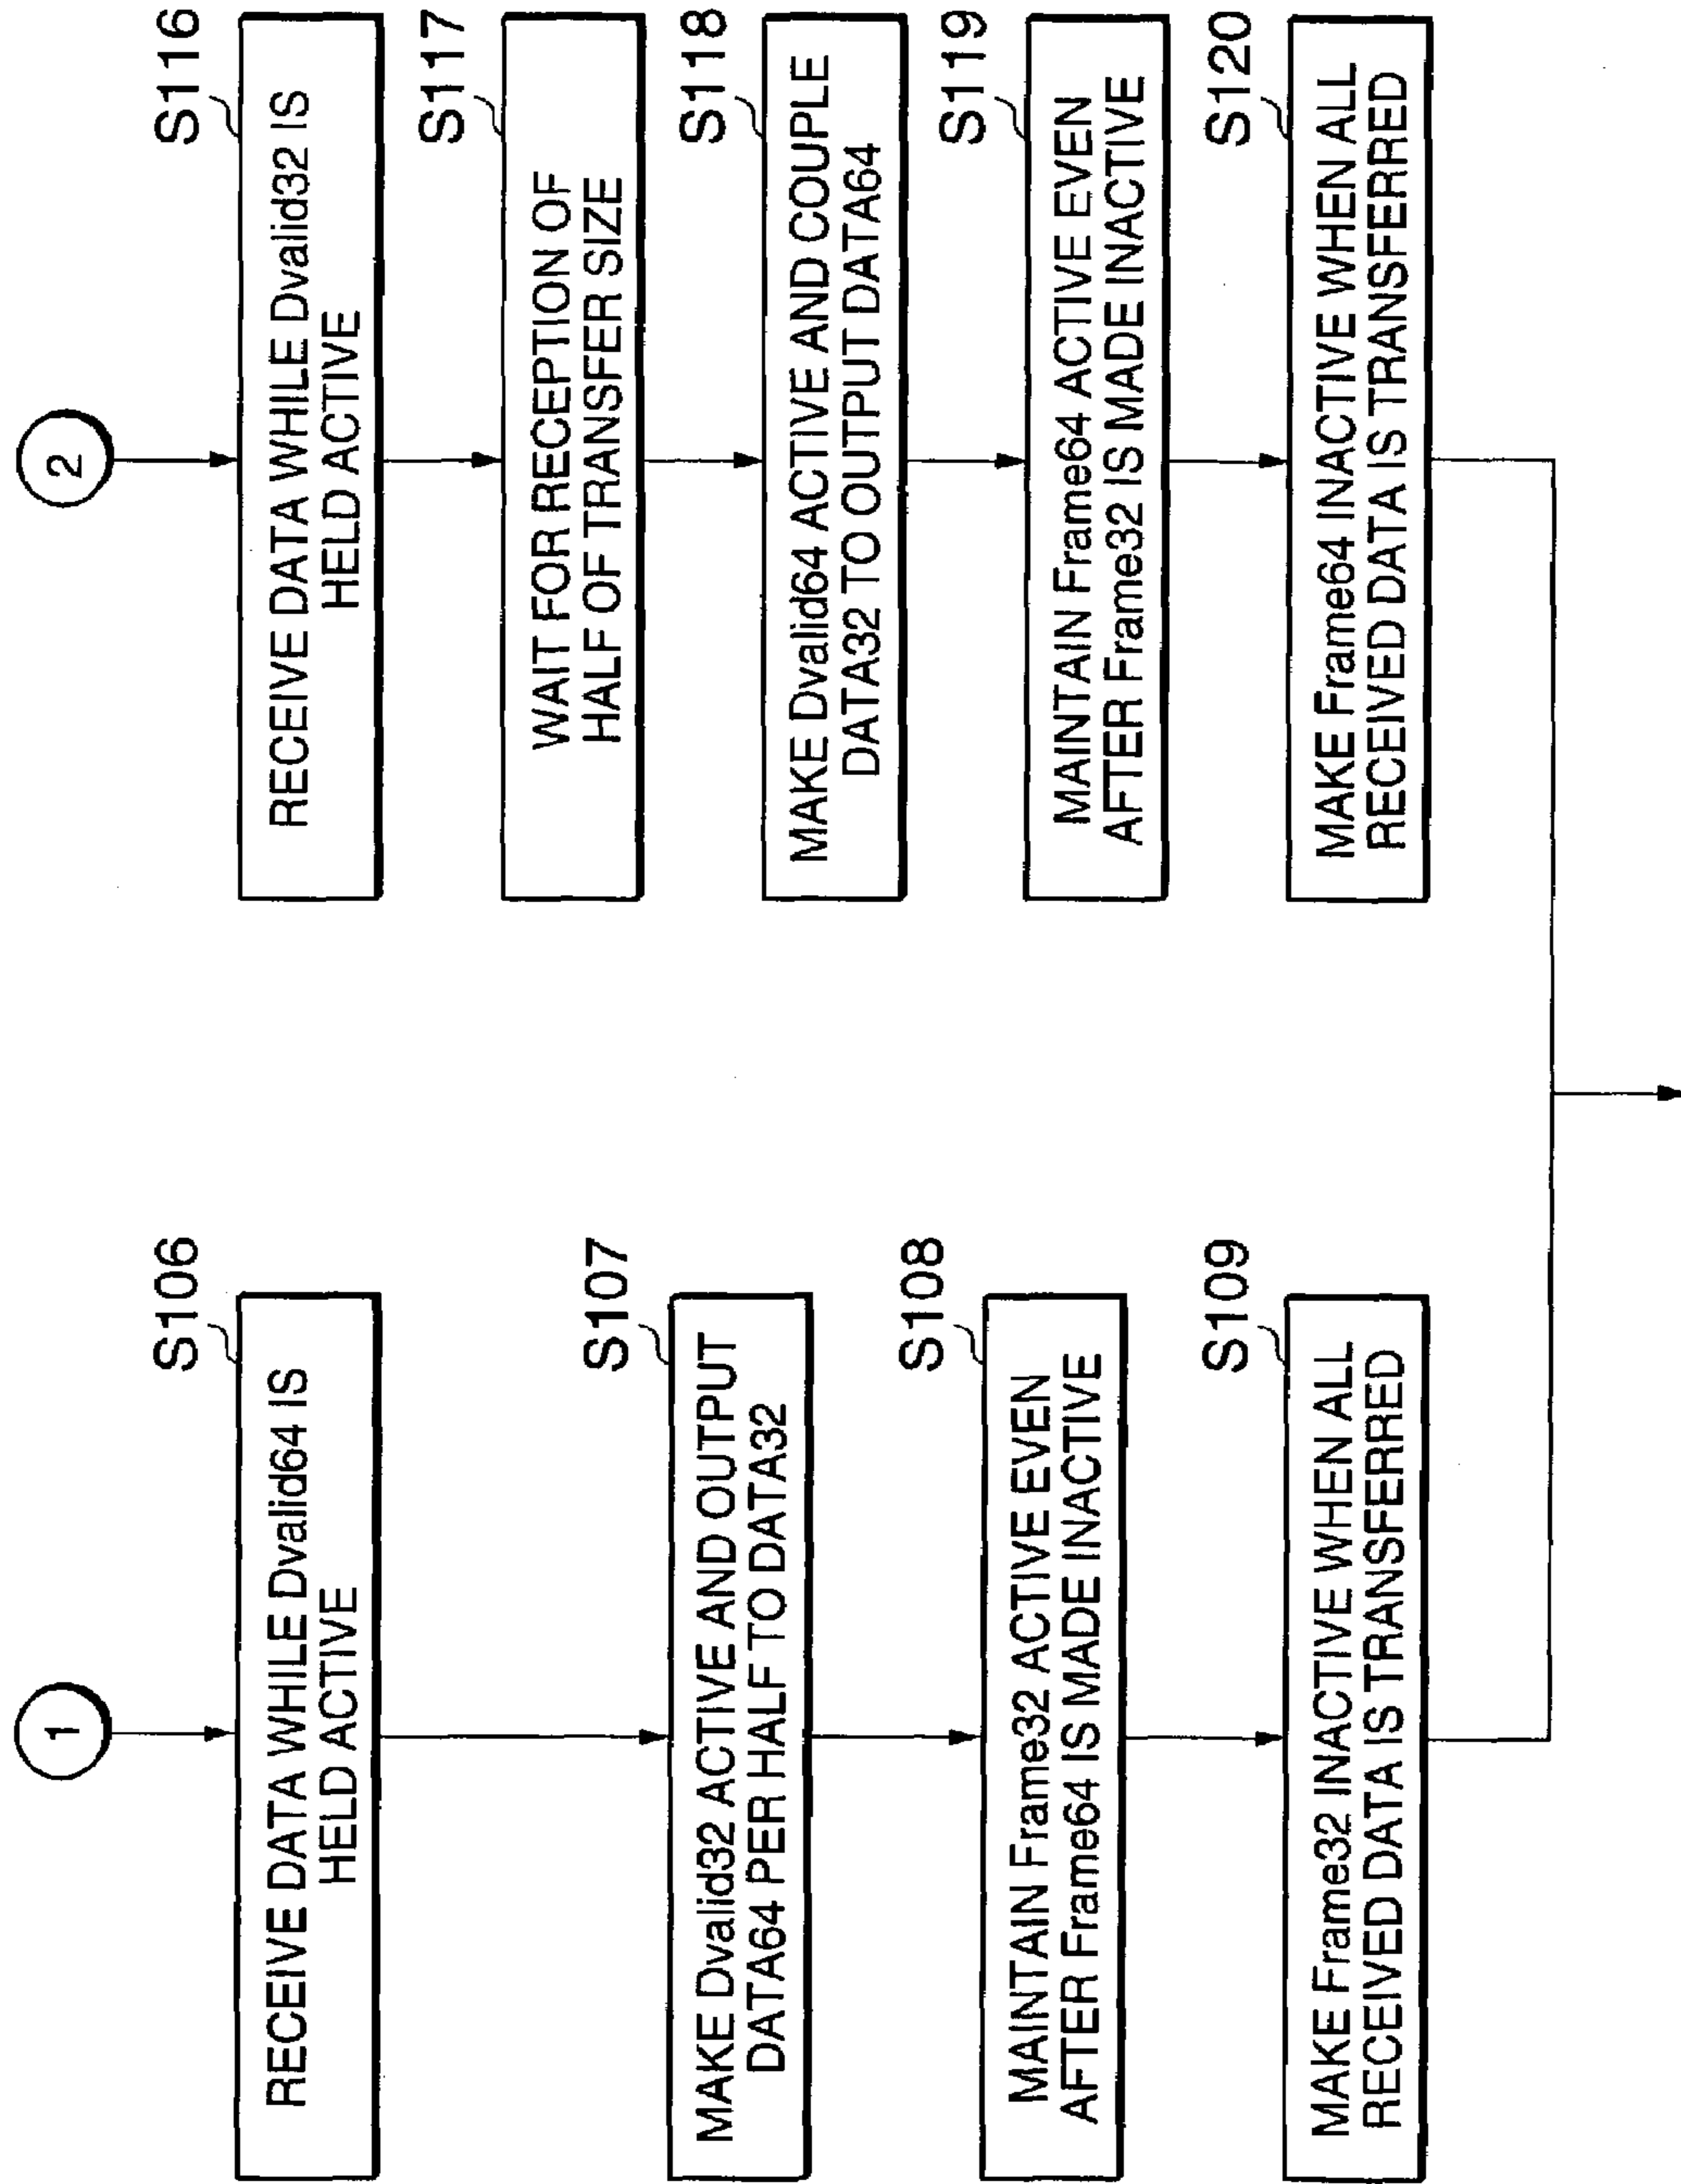 1
S106
RECEIVE DATA WHILE Dvalid64 IS
HELD ACTIVE
S107
MAKE Dvalid32 ACTIVE AND OUTPUT
DATA64 PER HALF TO DATA32
S108
MAINTAIN Frame32 ACTIVE EVEN
AFTER Frame64 IS MADE INACTIVE
S109
MAKE Frame32 INACTIVE WHEN ALL
RECEIVED DATA IS TRANSFERRED
2
S116
RECEIVE DATA WHILE Dvalid32 IS
HELD ACTIVE
S117
WAIT FOR RECEPTION OF
HALF OF TRANSFER SIZE
S118
MAKE Dvalid64 ACTIVE AND COUPLE
DATA32 TO OUTPUT DATA64
S119
MAINTAIN Frame64 ACTIVE EVEN
AFTER Frame32 IS MADE INACTIVE
S120
MAKE Frame64 INACTIVE WHEN ALL
RECEIVED DATA IS TRANSFERRED